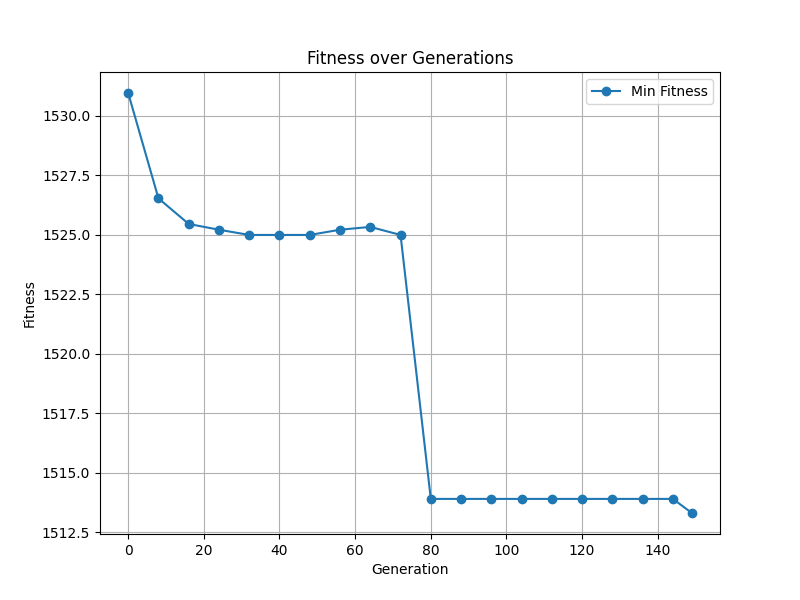 Fitness over Generations
Min Fitness
1530.0
1527.5
1525.0
1522.5
1520.0
1517.5
1515.0
1512.5
Fitness
0 20 40 60 80 100 120 140
Generation